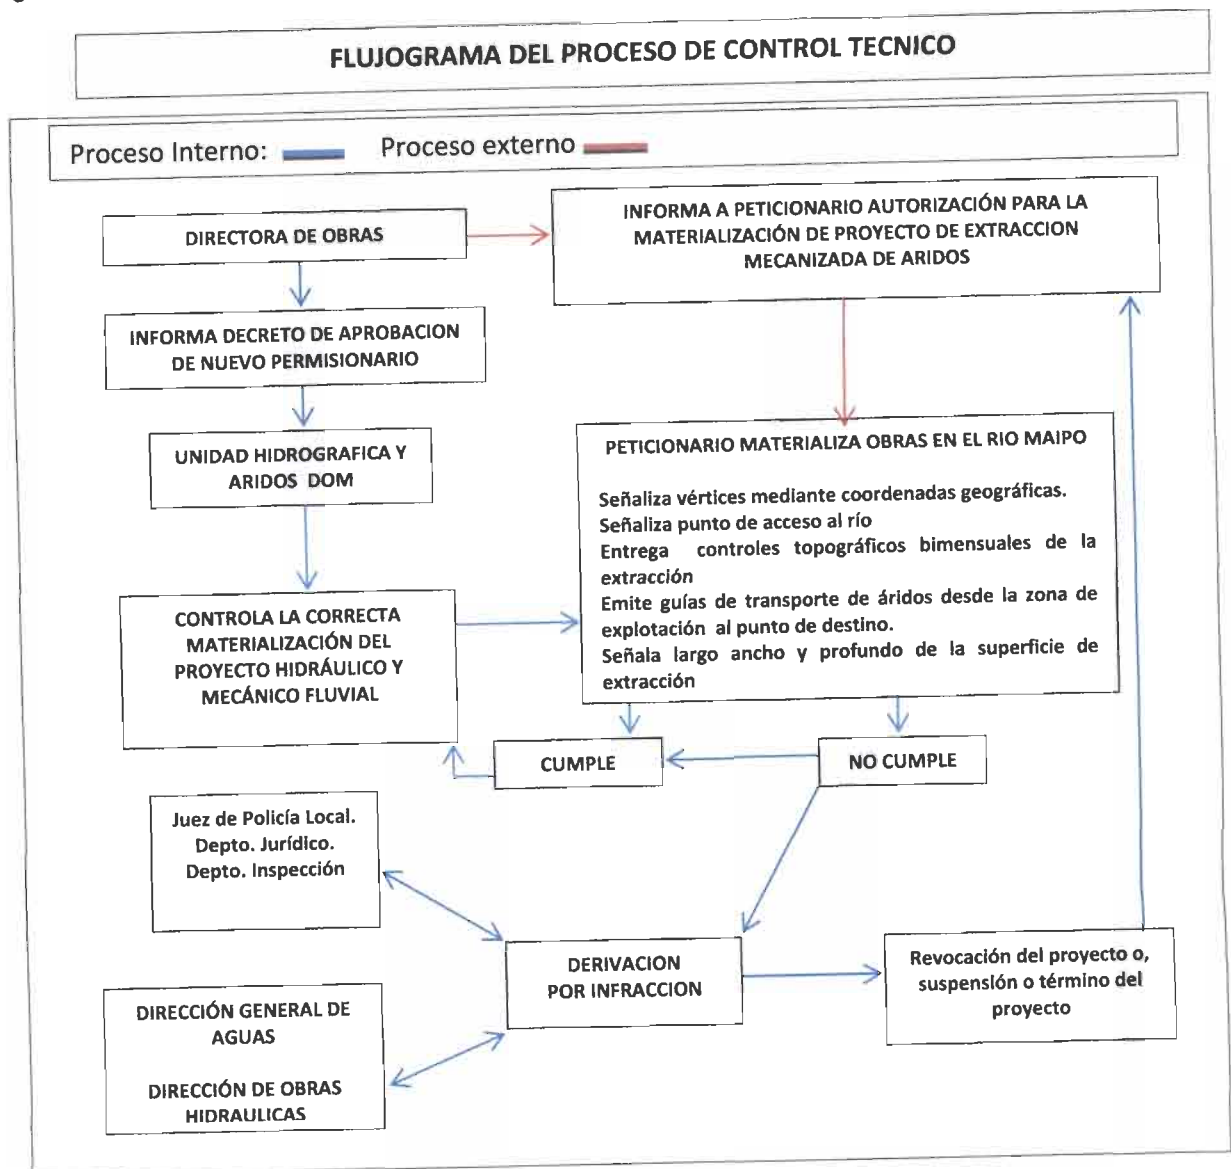 FLUJOGRAMA DEL PROCESO DE CONTROL TECNICO
Proceso Interno:
Proceso externo
DIRECTORA DE OBRAS
INFORMA A PETICIONARIO AUTORIZACIÓN PARA LA
MATERIALIZACIÓN DE PROYECTO DE EXTRACCION
MECANIZADA DE ARIDOS
INFORMA DECRETO DE APROBACION
DE NUEVO PERMISIONARIO
UNIDAD HIDROGRAFICA Y
ARIDOS DOM
PETICIONARIO MATERIALIZA OBRAS EN EL RIO MAIPO
Señaliza vértices mediante coordenadas geográficas.
Señaliza punto de acceso al río
Entrega controles topográficos bimensuales de la
extracción
Emite guías de transporte de áridos desde la zona de
explotación al punto de destino.
Señala largo ancho y profundo de la superficie de
extracción
CONTROLA LA CORRECTA
MATERIALIZACIÓN DEL
PROYECTO HIDRÁULICO Y
MECÁNICO FLUVIAL
CUMPLE
NO CUMPLE
Juez de Policía Local.
Depto. Jurídico.
Depto. Inspección
DERIVACION
POR INFRACCION
Revocación del proyecto o,
suspensión o término del
proyecto
DIRECCIÓN GENERAL DE
AGUAS
DIRECCIÓN DE OBRAS
HIDRAULICAS